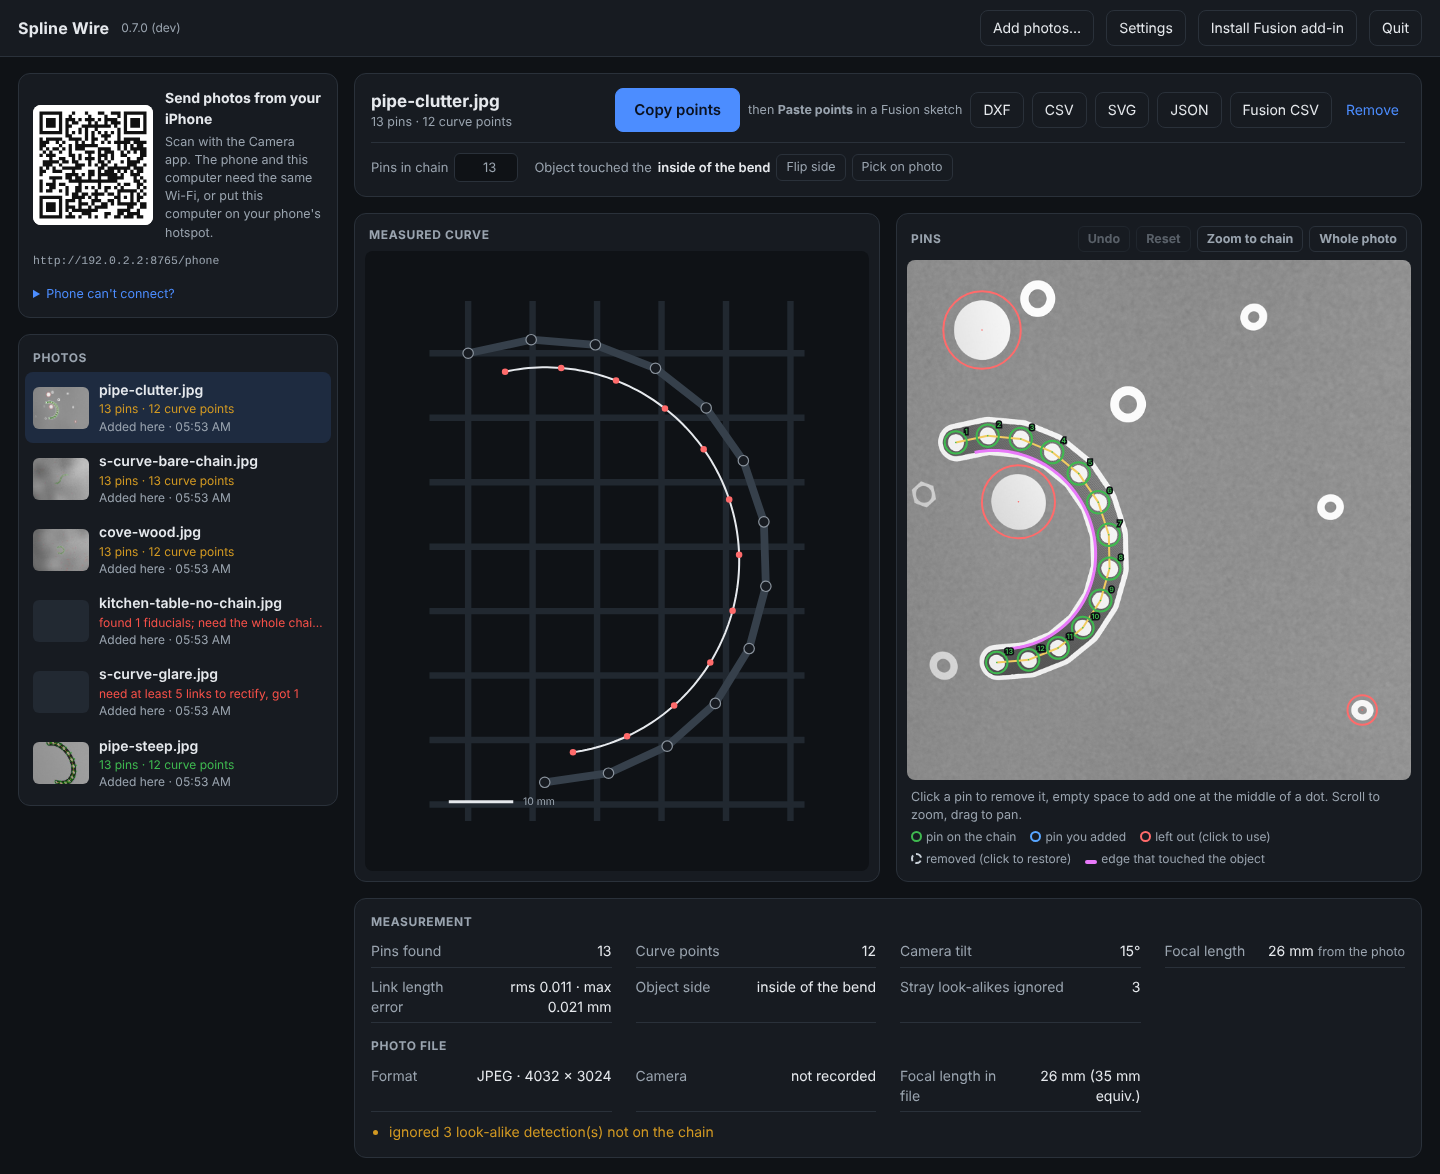 Spline Wire 0.7.0 (dev)
Add photos... Settings Install Fusion add-in Quit
Send photos from your
iPhone
Scan with the Camera
app. The phone and this
computer need the same
Wi-Fi, or put this
computer on your phone's
hotspot.
http://192.0.2.2:8765/phone
Phone can't connect?
PHOTOS
pipe-clutter.jpg
13 pins · 12 curve points
Added here · 05:53 AM
s-curve-bare-chain.jpg
13 pins · 13 curve points
Added here · 05:53 AM
cove-wood.jpg
13 pins · 12 curve points
Added here · 05:53 AM
kitchen-table-no-chain.jpg
found 1 fiducials; need the whole chai...
Added here · 05:53 AM
s-curve-glare.jpg
need at least 5 links to rectify, got 1
Added here · 05:53 AM
pipe-steep.jpg
13 pins · 12 curve points
Added here · 05:53 AM
pipe-clutter.jpg
13 pins · 12 curve points
Copy points then Paste points in a Fusion sketch DXF CSV SVG JSON Fusion CSV Remove
Pins in chain 13 Object touched the inside of the bend Flip side Pick on photo
MEASURED CURVE
10 mm
PINS Undo Reset Zoom to chain Whole photo
1
2
3
4
5
6
7
8
9
10
11
12
13
Click a pin to remove it, empty space to add one at the middle of a dot. Scroll to
zoom, drag to pan.
pin on the chain pin you added left out (click to use)
removed (click to restore) edge that touched the object
MEASUREMENT
Pins found 13 Curve points 12 Camera tilt 15° Focal length 26 mm from the photo
Link length error rms 0.011 · max 0.021 mm Object side inside of the bend Stray look-alikes ignored 3
PHOTO FILE
Format JPEG · 4032 × 3024 Camera not recorded Focal length in file 26 mm (35 mm equiv.)
ignored 3 look-alike detection(s) not on the chain